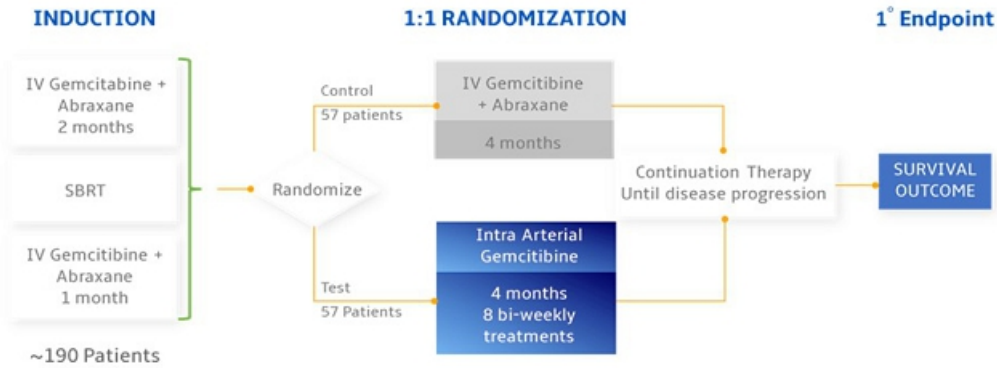 INDUCTION
1:1 RANDOMIZATION
1° Endpoint
IV Gemcitabine +
Abraxane
2 months
SBRT
IV Gemcitibine +
Abraxane
1 month
~190 Patients
Randomize
Control
57 patients
IV Gemcitibine
+ Abraxane
4 months
Test
57 Patients
Intra Arterial
Gemcitibine
4 months
8 bi-weekly
treatments
Continuation Therapy
Until disease progression
SURVIVAL
OUTCOME